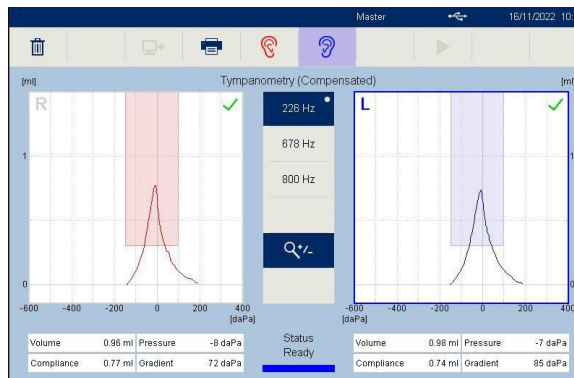 Master 16/11/2022 10:
Tympanometry (Compensated)
[ml] [ml]
R 226 Hz L
678 Hz
1 1
800 Hz
+/-
0 0
-600 -400 -200 0 200 400 -600 -400 -200 0 200 400
[daPa] [daPa]
Volume 0.96 ml Pressure -8 daPa Status Volume 0.98 ml Pressure -7 daPa
Compliance 0.77 ml Gradient 72 daPa Ready Compliance 0.74 ml Gradient 85 daPa